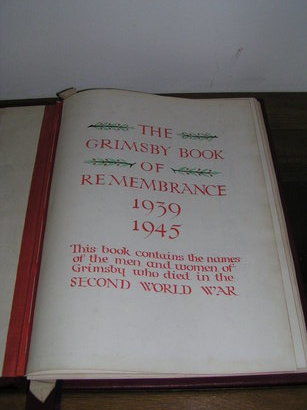 THE
GRIMSBY BOOK
OF
REMEMBRANCE
1939
1945
This book contains the names
of the men and women of
Grimsby who died in the
SECOND WORLD WAR